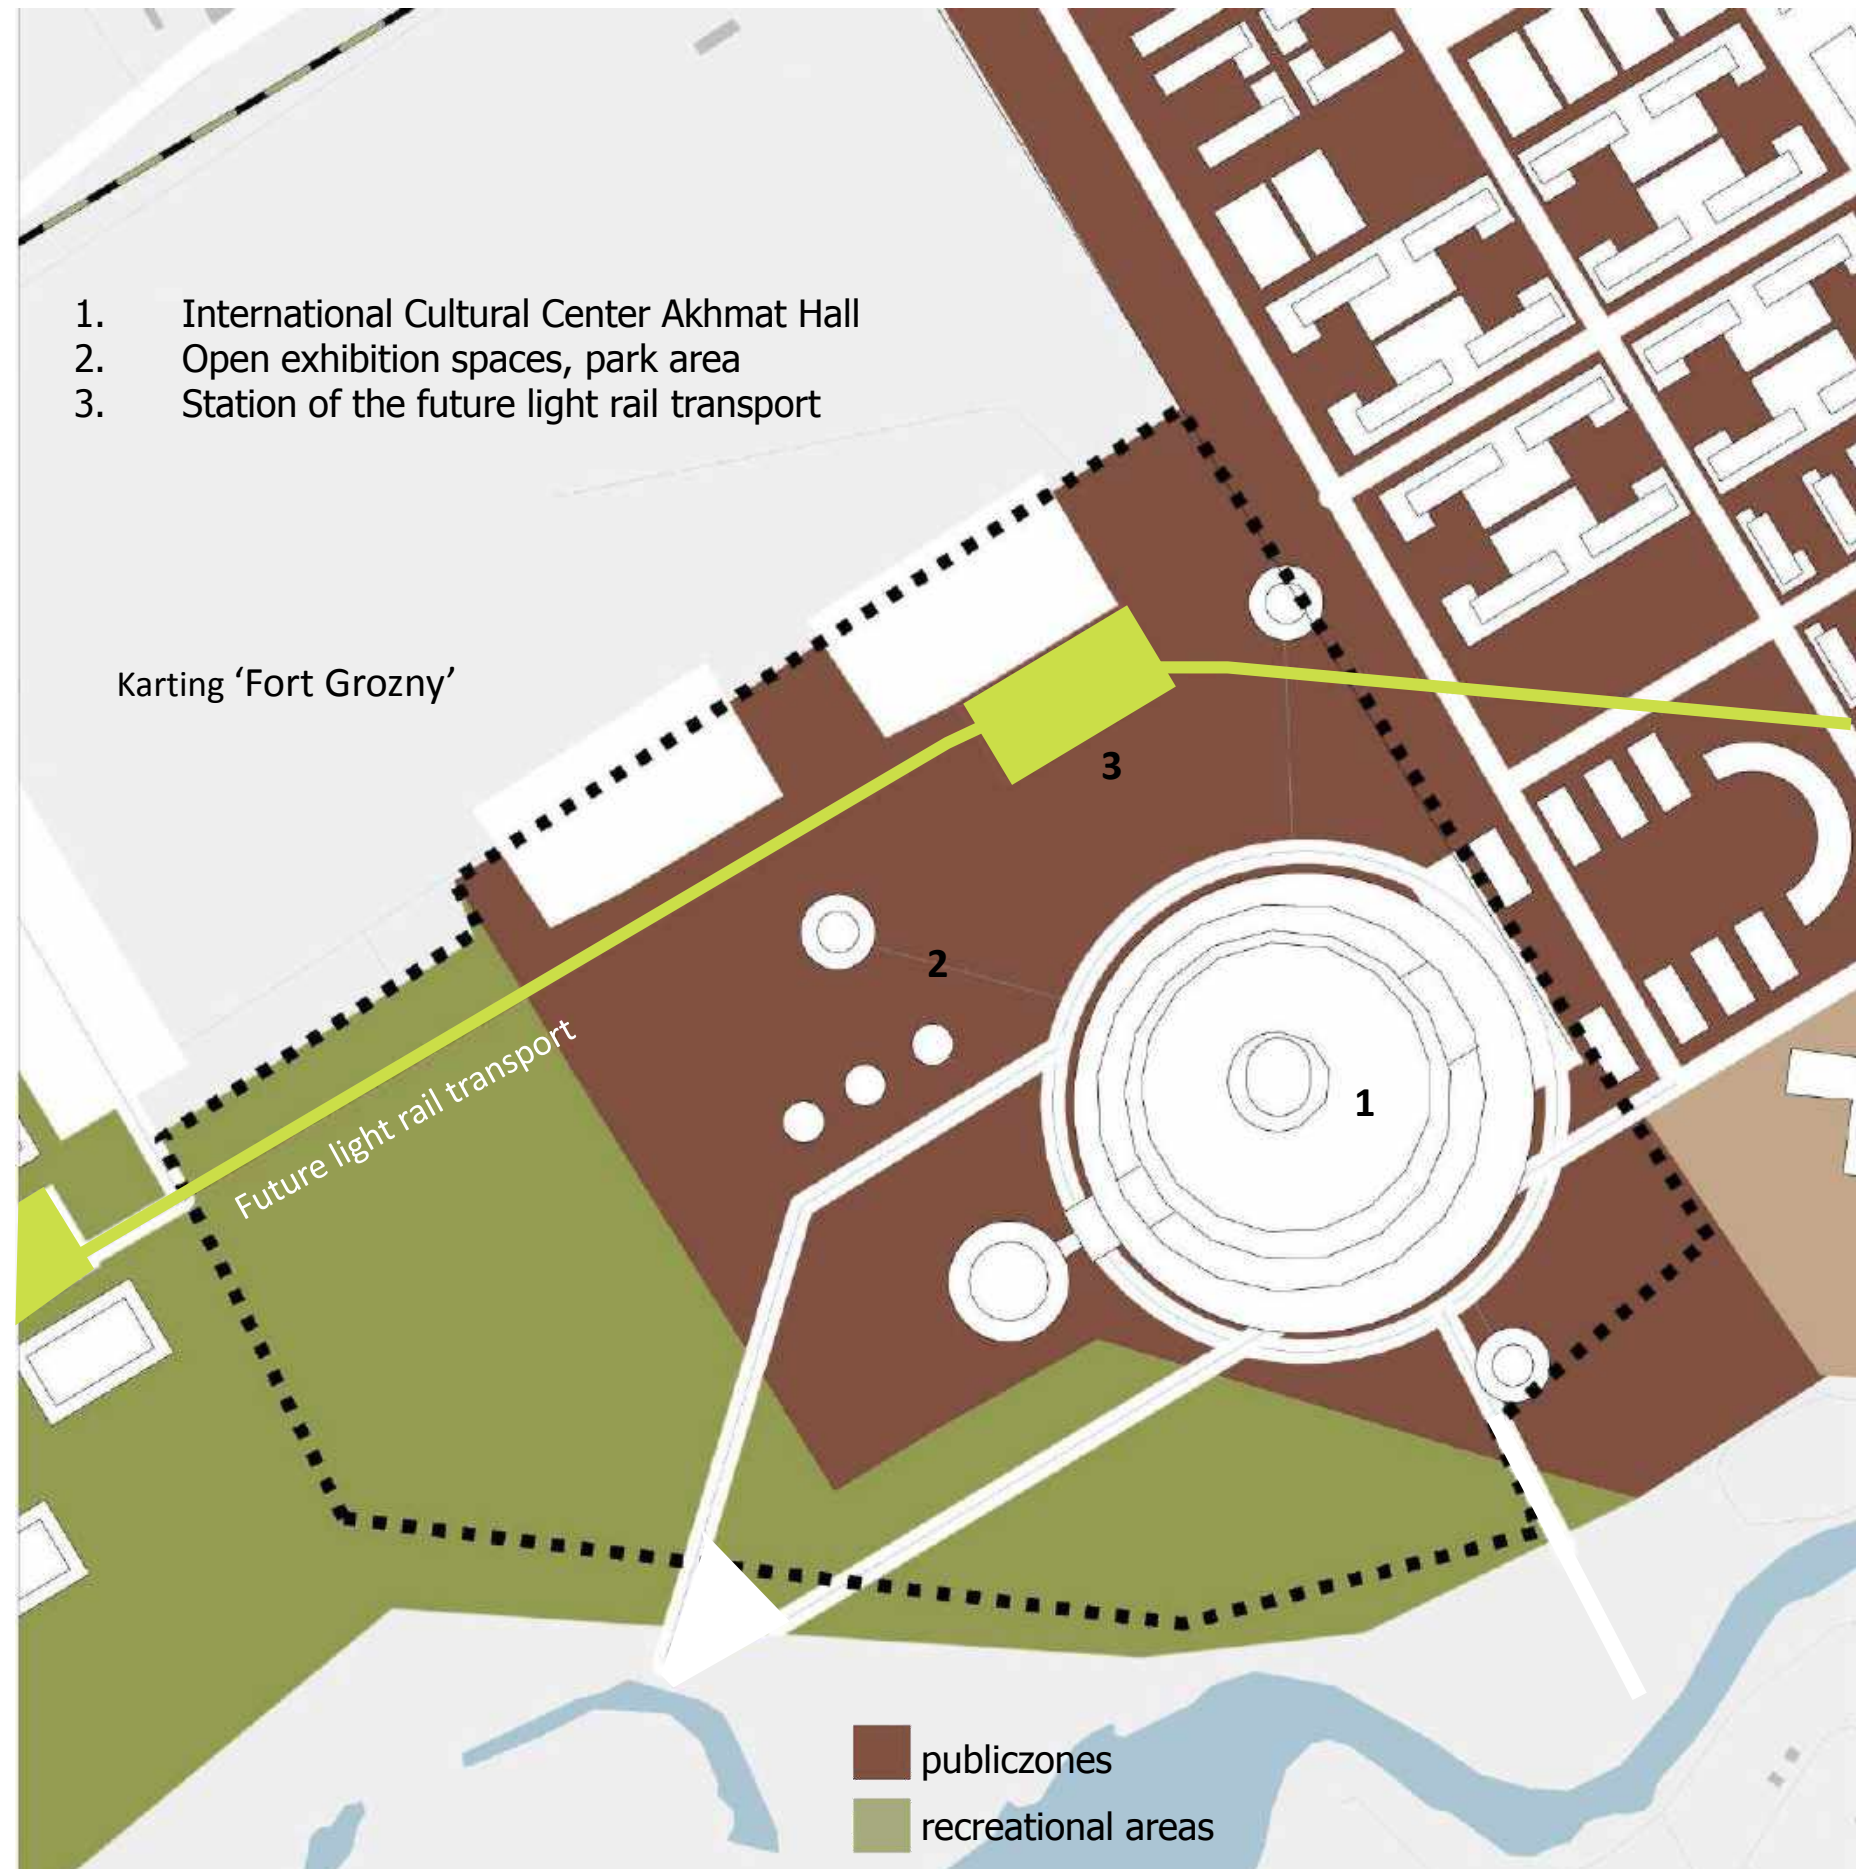 1. International Cultural Center Akhmat Hall
2. Open exhibition spaces, park area
3. Station of the future light rail transport
Karting ‘Fort Grozny’
3
2
Future light rail transport
1
publiczones
recreational areas